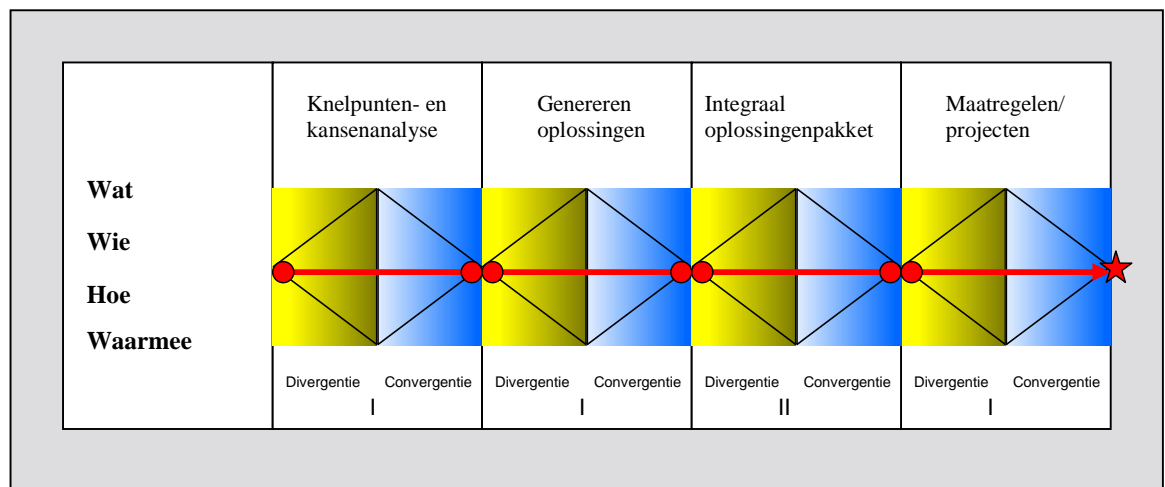 Knelpunten- en
kansenanalyse
Genereren
oplossingen
Integraal
oplossingenpakket
Maatregelen/
projecten
Wat
Wie
Hoe
Waarmee
Divergentie Convergentie Divergentie Convergentie Divergentie Convergentie Divergentie Convergentie
I I II I